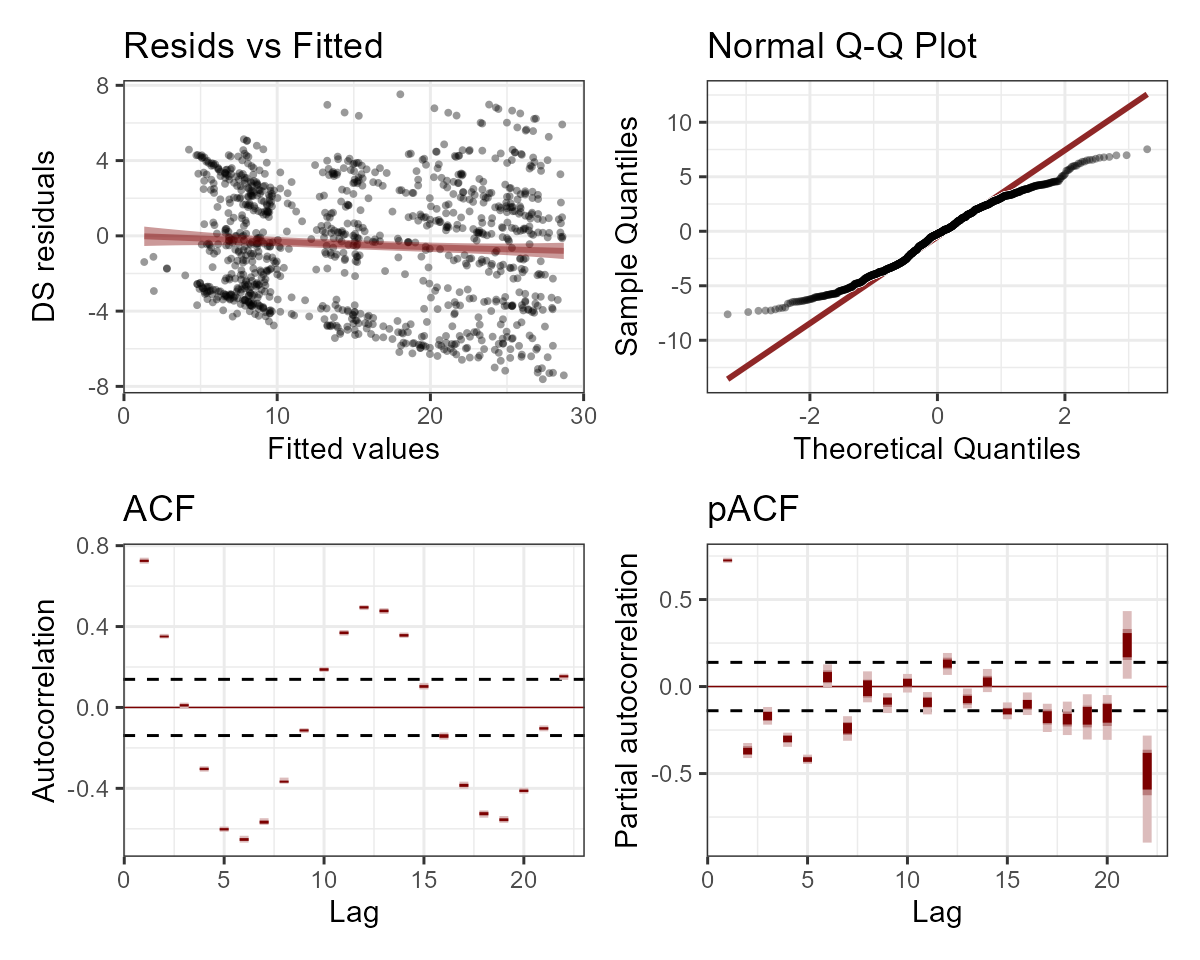 Resids vs Fitted
DS residuals
8
4
0
-4
-8
0 10 20 30
Fitted values
Normal Q-Q Plot
Sample Quantiles
10
5
0
-5
-10
-2 0 2
Theoretical Quantiles
ACF
Autocorrelation
0.8
0.4
0.0
-0.4
0 5 10 15 20
Lag
pACF
Partial autocorrelation
0.5
0.0
-0.5
0 5 10 15 20
Lag